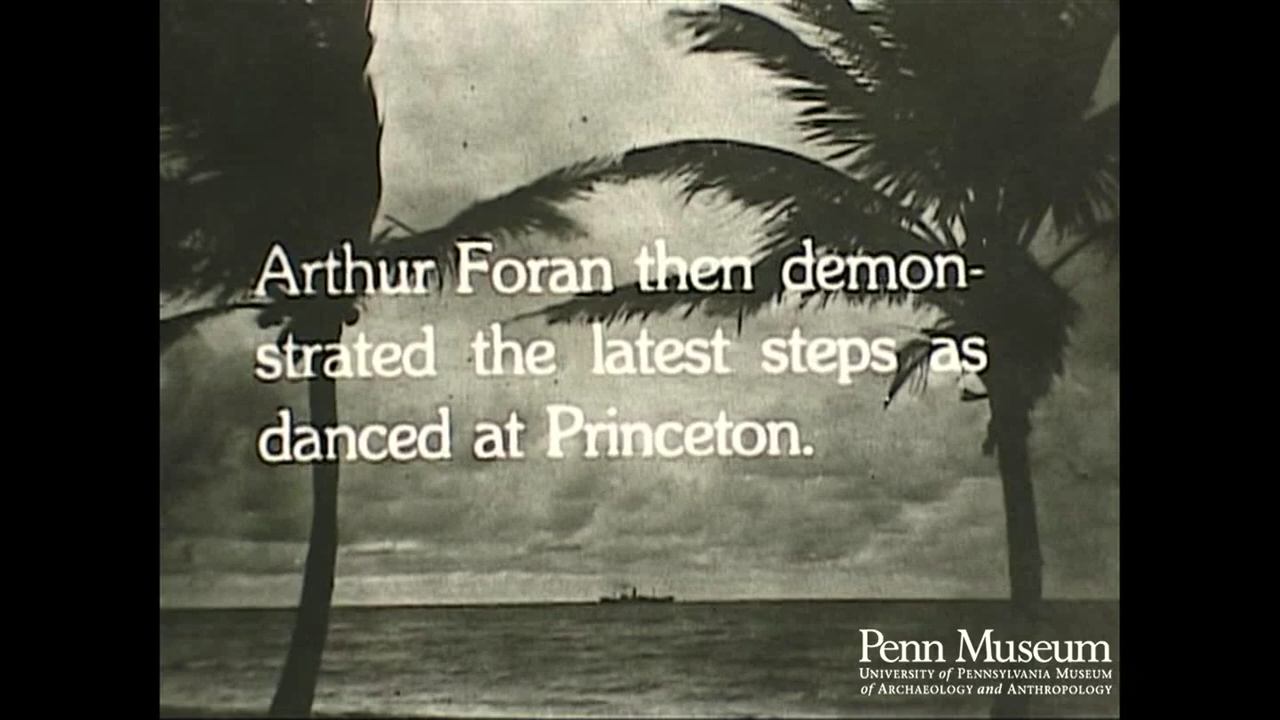 Arthur Foran then demon-
strated the latest steps as
danced at Princeton.
Penn Museum
University of Pennsylvania Museum
of Archaeology and Anthropology